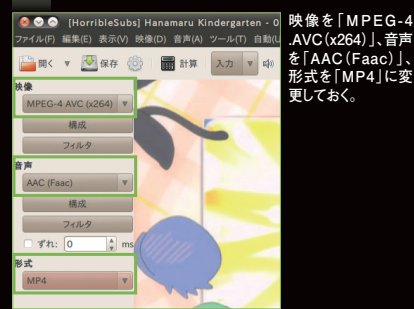 [HorribleSubs] Hanamaru Kindergarten - 0
ファイル(F) 編集(E) 表示(V) 映像(D) 音声(A) ツール(T) 自動(U
開く 保存 計算 入力
映像
MPEG-4 AVC (x264)
構成
フィルタ
音声
AAC (Faac)
構成
フィルタ
ずれ: 0 ms
形式
MP4
映像を「MPEG-4
.AVC(x264)」、音声
を「AAC(Faac)」、
形式を「MP4」に変
更しておく。